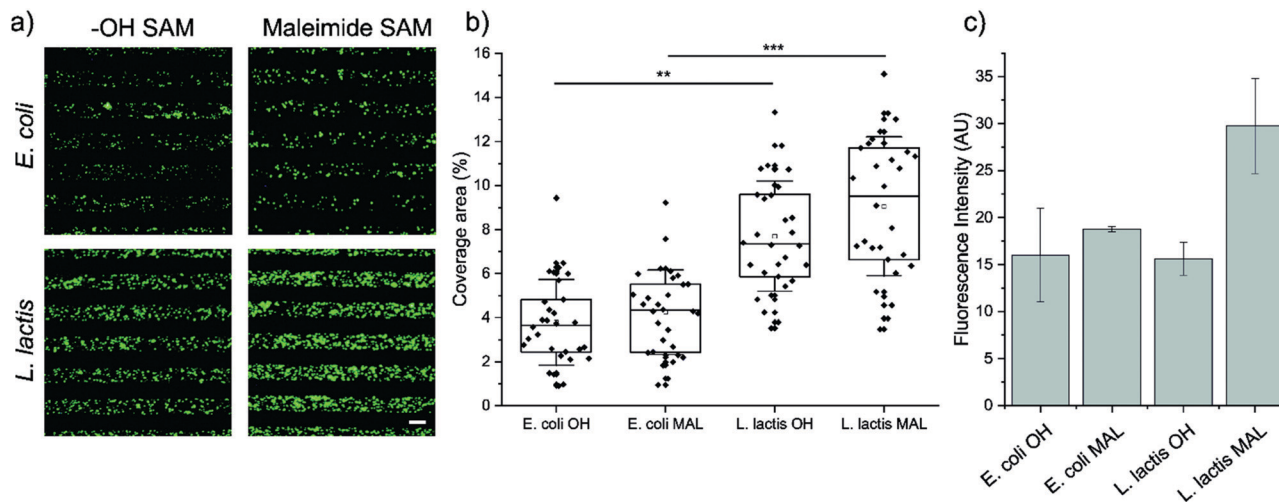 a)
-OH SAM
Maleimide SAM
E. coli
L. lactis
b)
Coverage area (%)
16
14
12
10
8
6
4
2
0
**
***
E. coli OH
E. coli MAL
L. lactis OH
L. lactis MAL
c)
Fluorescence Intensity (AU)
35
30
25
20
15
10
5
0
E. coli OH
E. coli MAL
L. lactis OH
L. lactis MAL